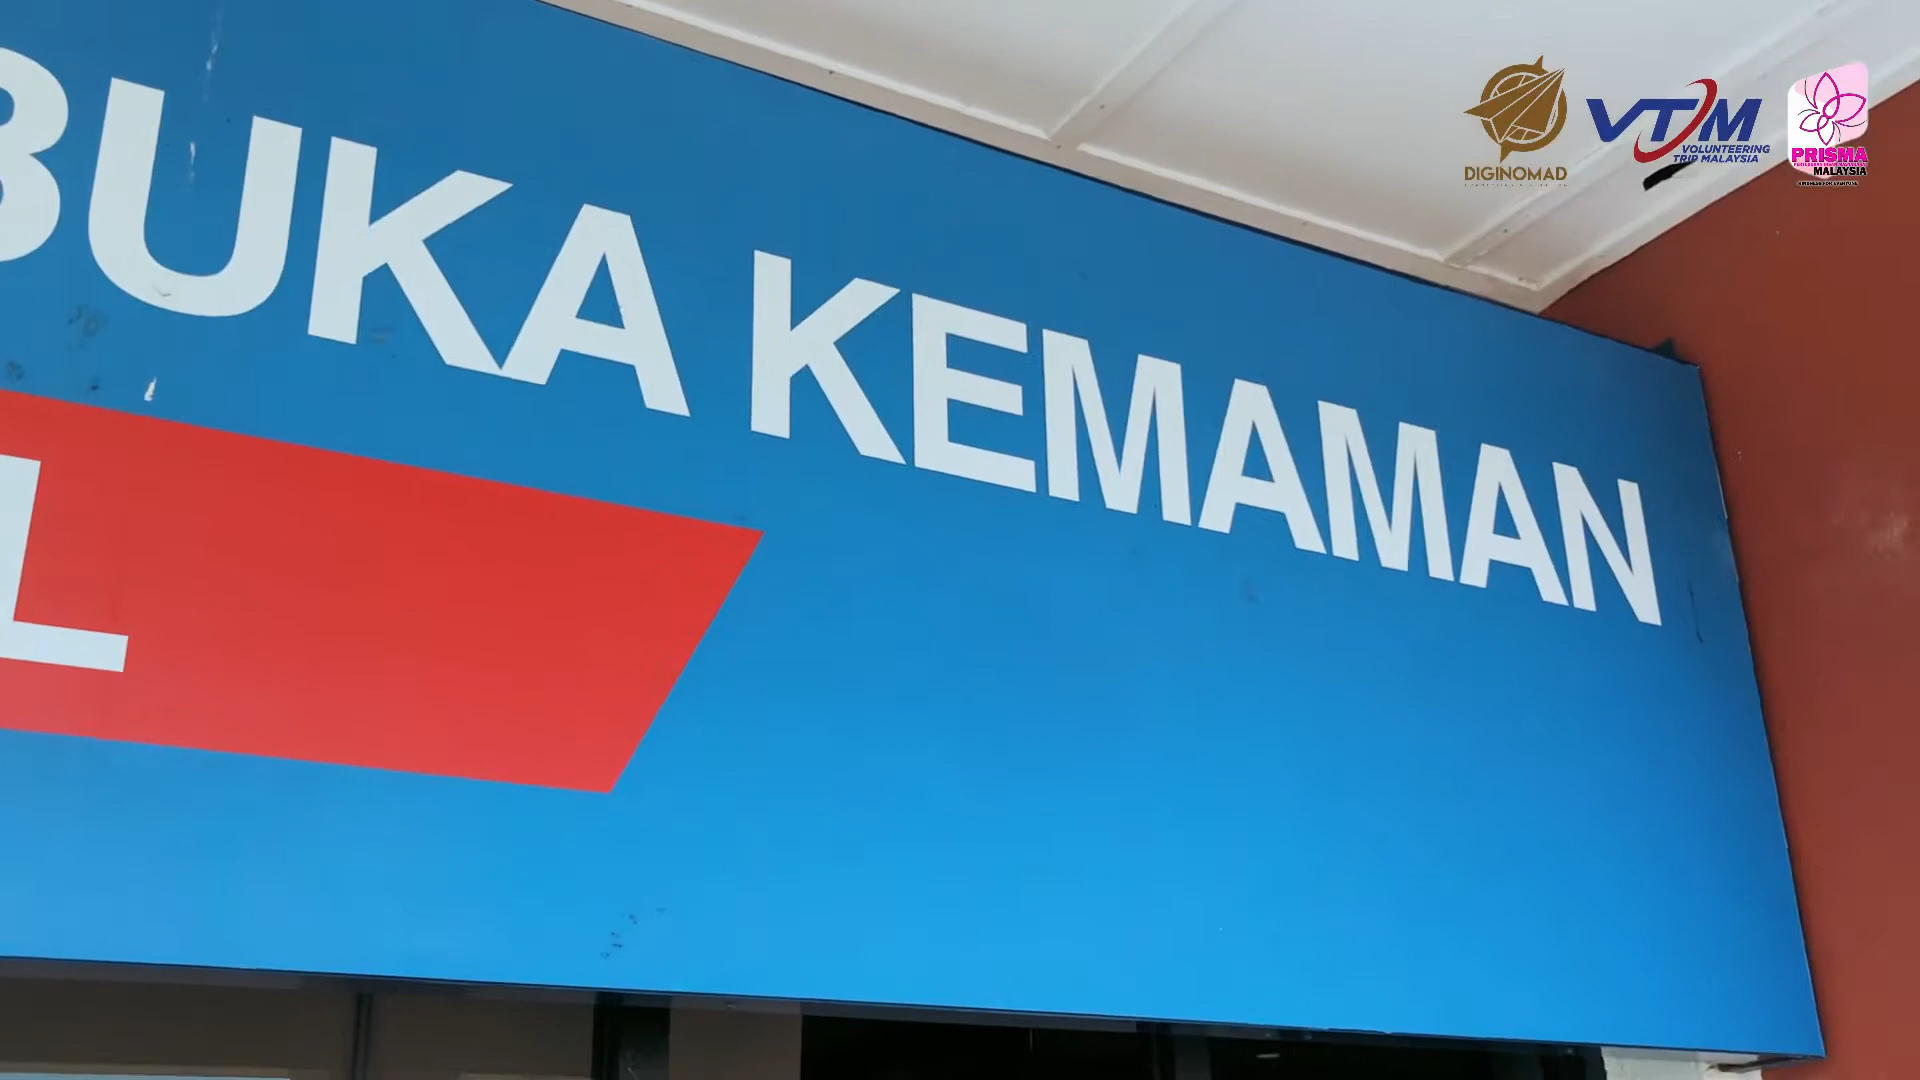 BUKA KEMAMAN
L
DIGINOMAD
VTM
VOLUNTEERING
TRIP MALAYSIA
PRISMA
MALAYSIA